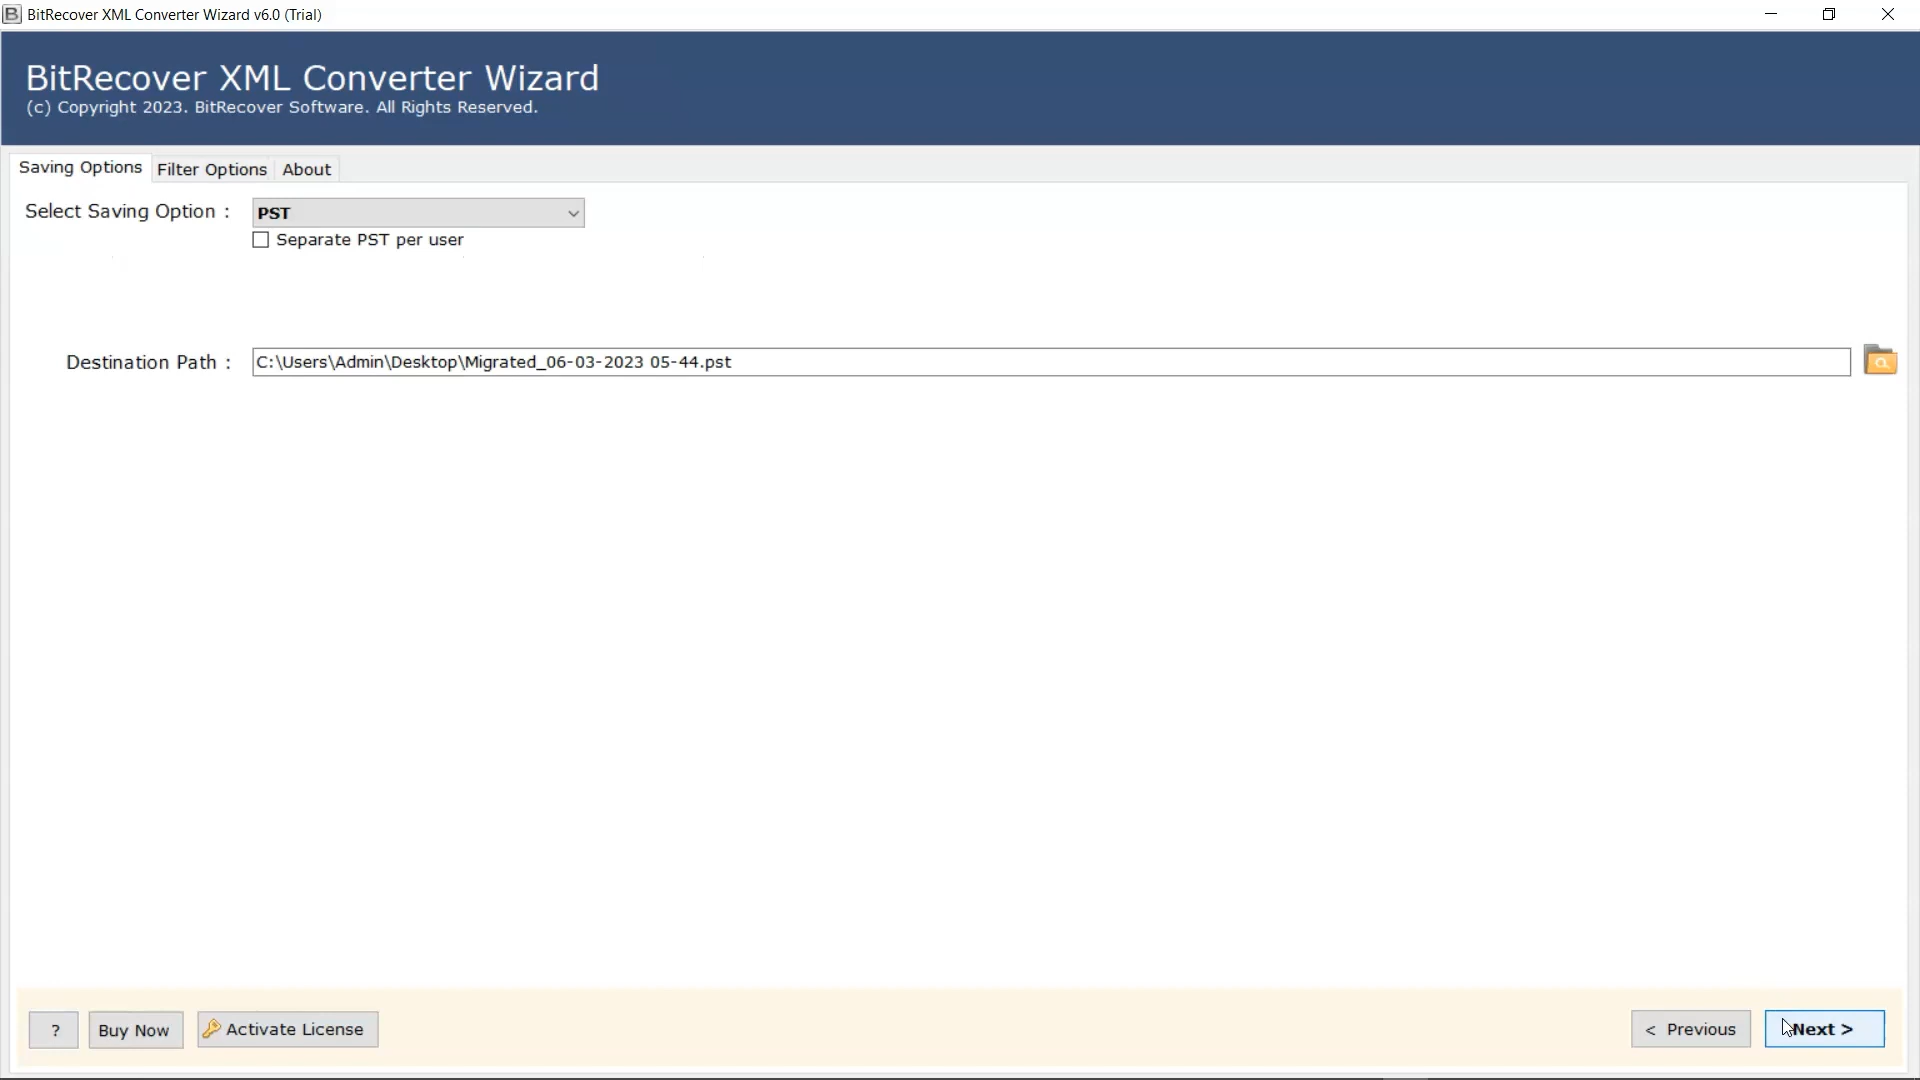 BitRecover XML Converter Wizard v6.0 (Trial)
BitRecover XML Converter Wizard
(c) Copyright 2023. BitRecover Software. All Rights Reserved.
Saving Options Filter Options About
Select Saving Option : PST
Separate PST per user
Destination Path : C:\Users\Admin\Desktop\Migrated_06-03-2023 05-44.pst
? Buy Now Activate License < Previous Next >